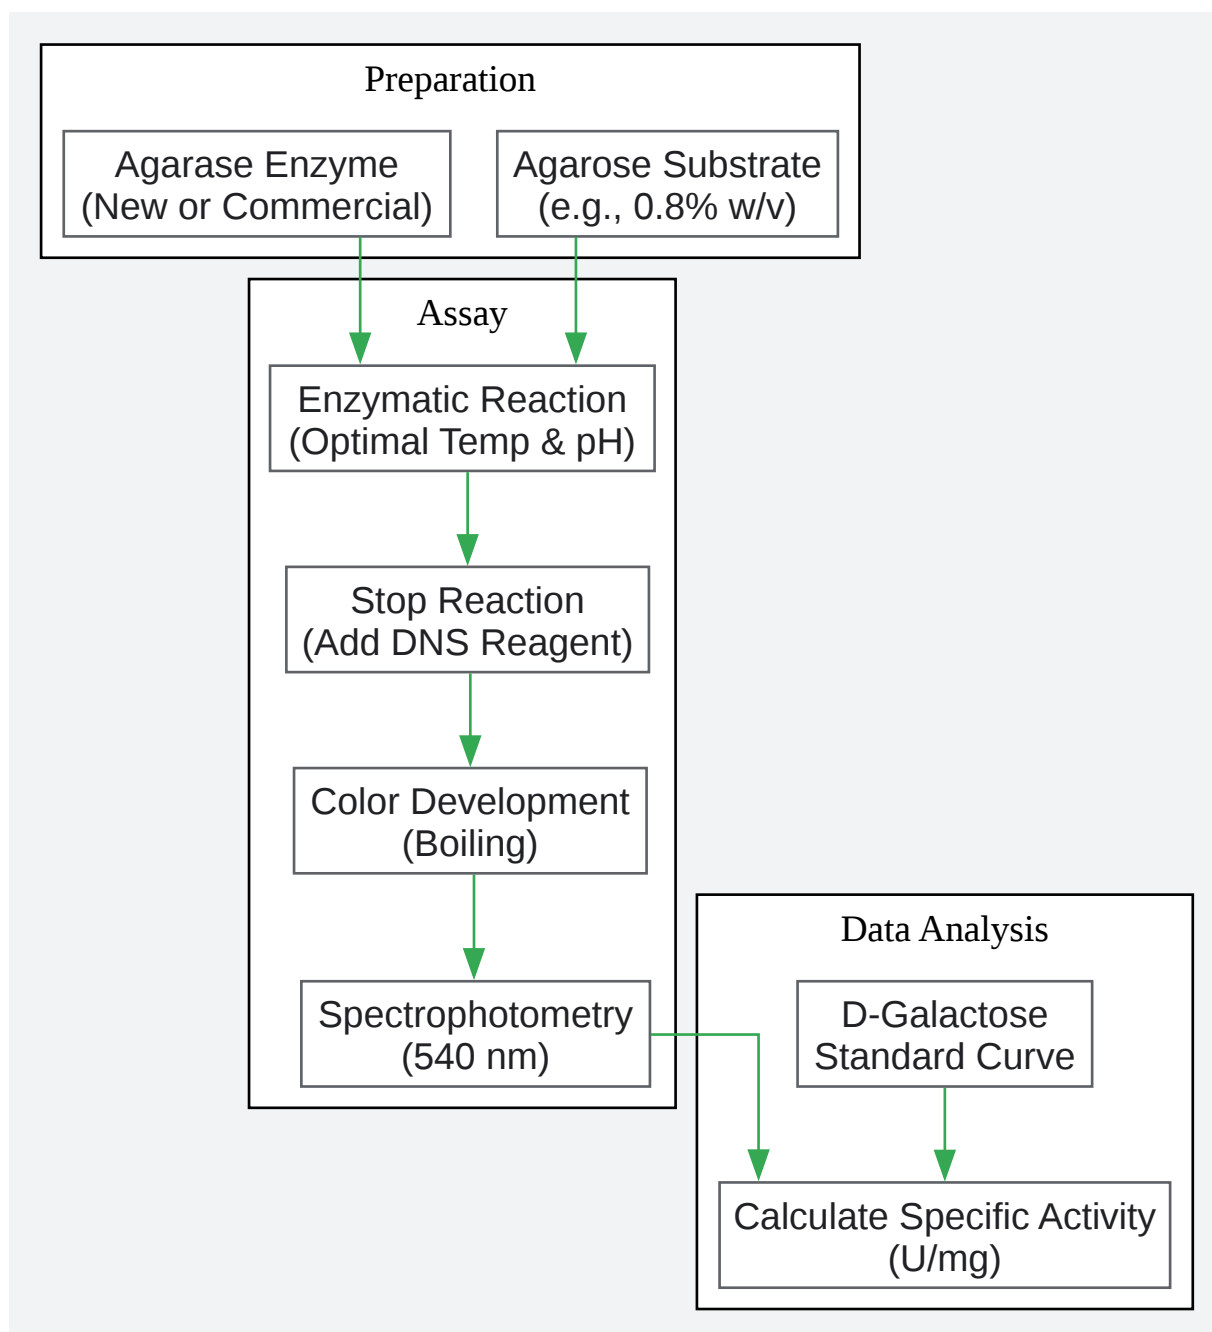 Preparation
Agarase Enzyme
(New or Commercial)
Agarose Substrate
(e.g., 0.8% w/v)
Assay
Enzymatic Reaction
(Optimal Temp & pH)
Stop Reaction
(Add DNS Reagent)
Color Development
(Boiling)
Spectrophotometry
(540 nm)
Data Analysis
D-Galactose
Standard Curve
Calculate Specific Activity
(U/mg)